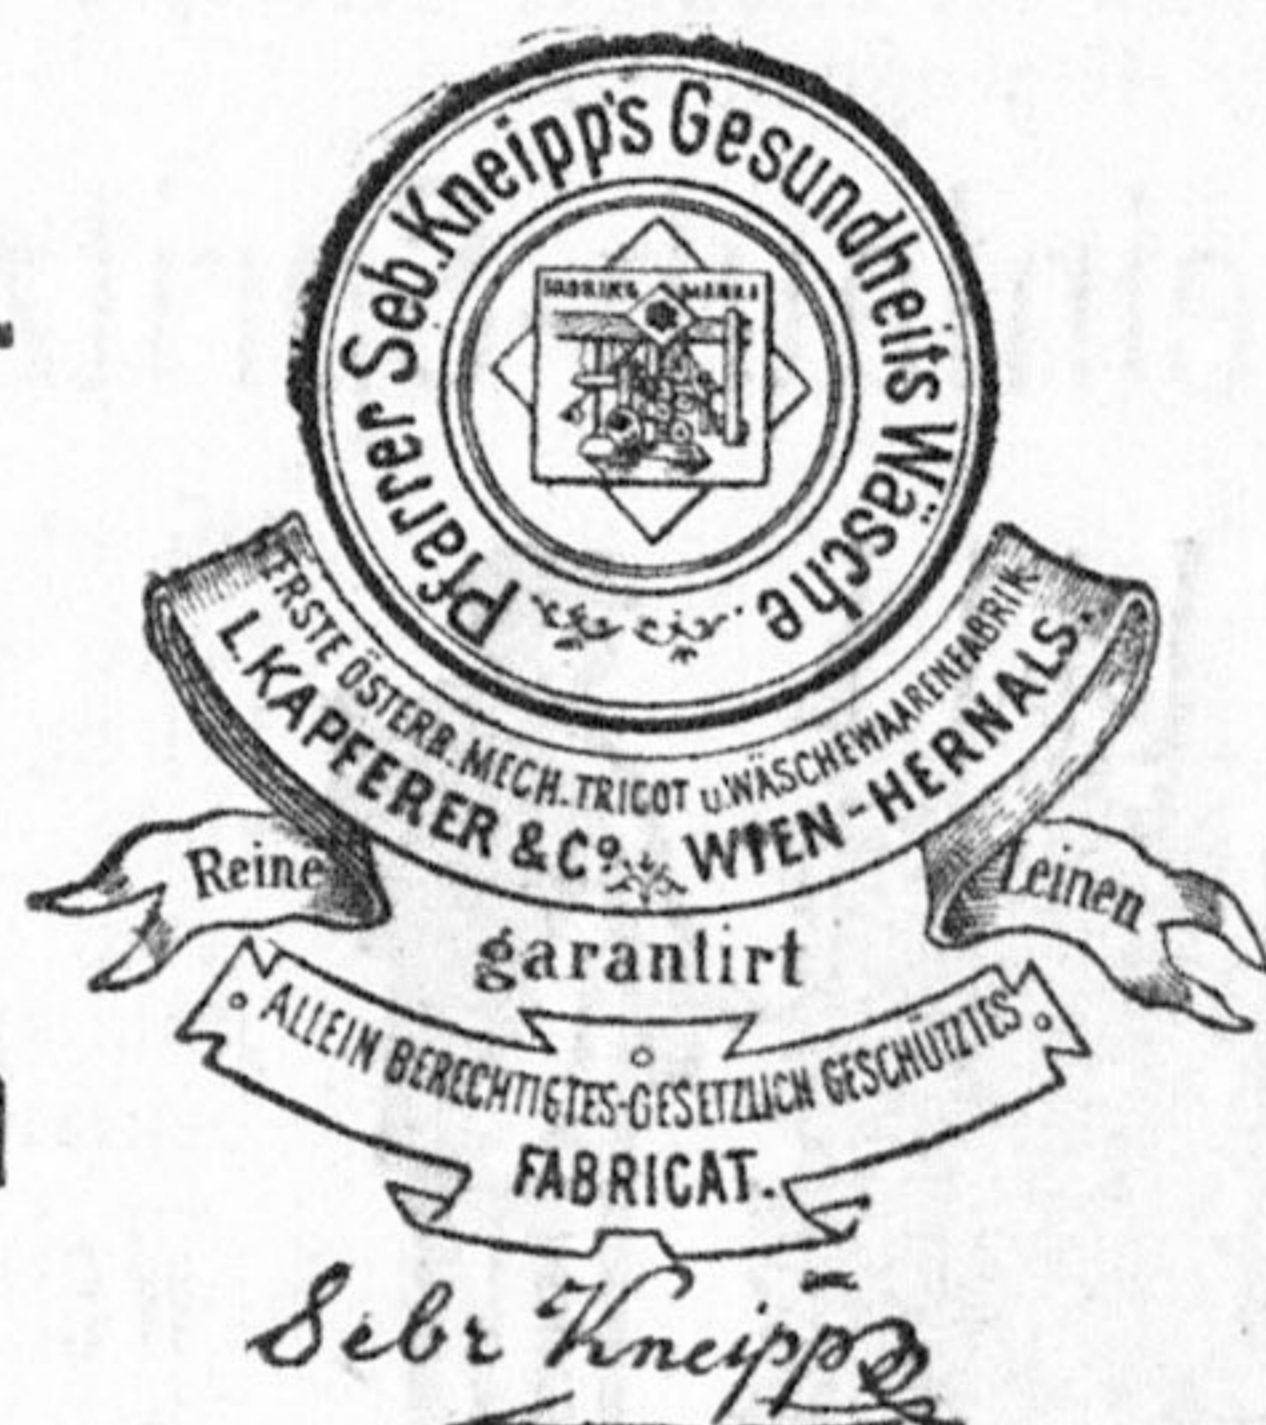 Pfarrer Seb. Kneipp's Gesundheits Wäsche.
FABRIKS MARKE
ERSTE ÖSTERR. MECH. TRICOT u. WÄSCHEWAARENFABRIK
L. KAPFERER & Co. WIEN-HERNALS.
Reine Leinen
garantirt
ALLEIN BERECHTIGTES-GESETZLICH GESCHÜTZTES
FABRICAT.
Sebr Kneipp